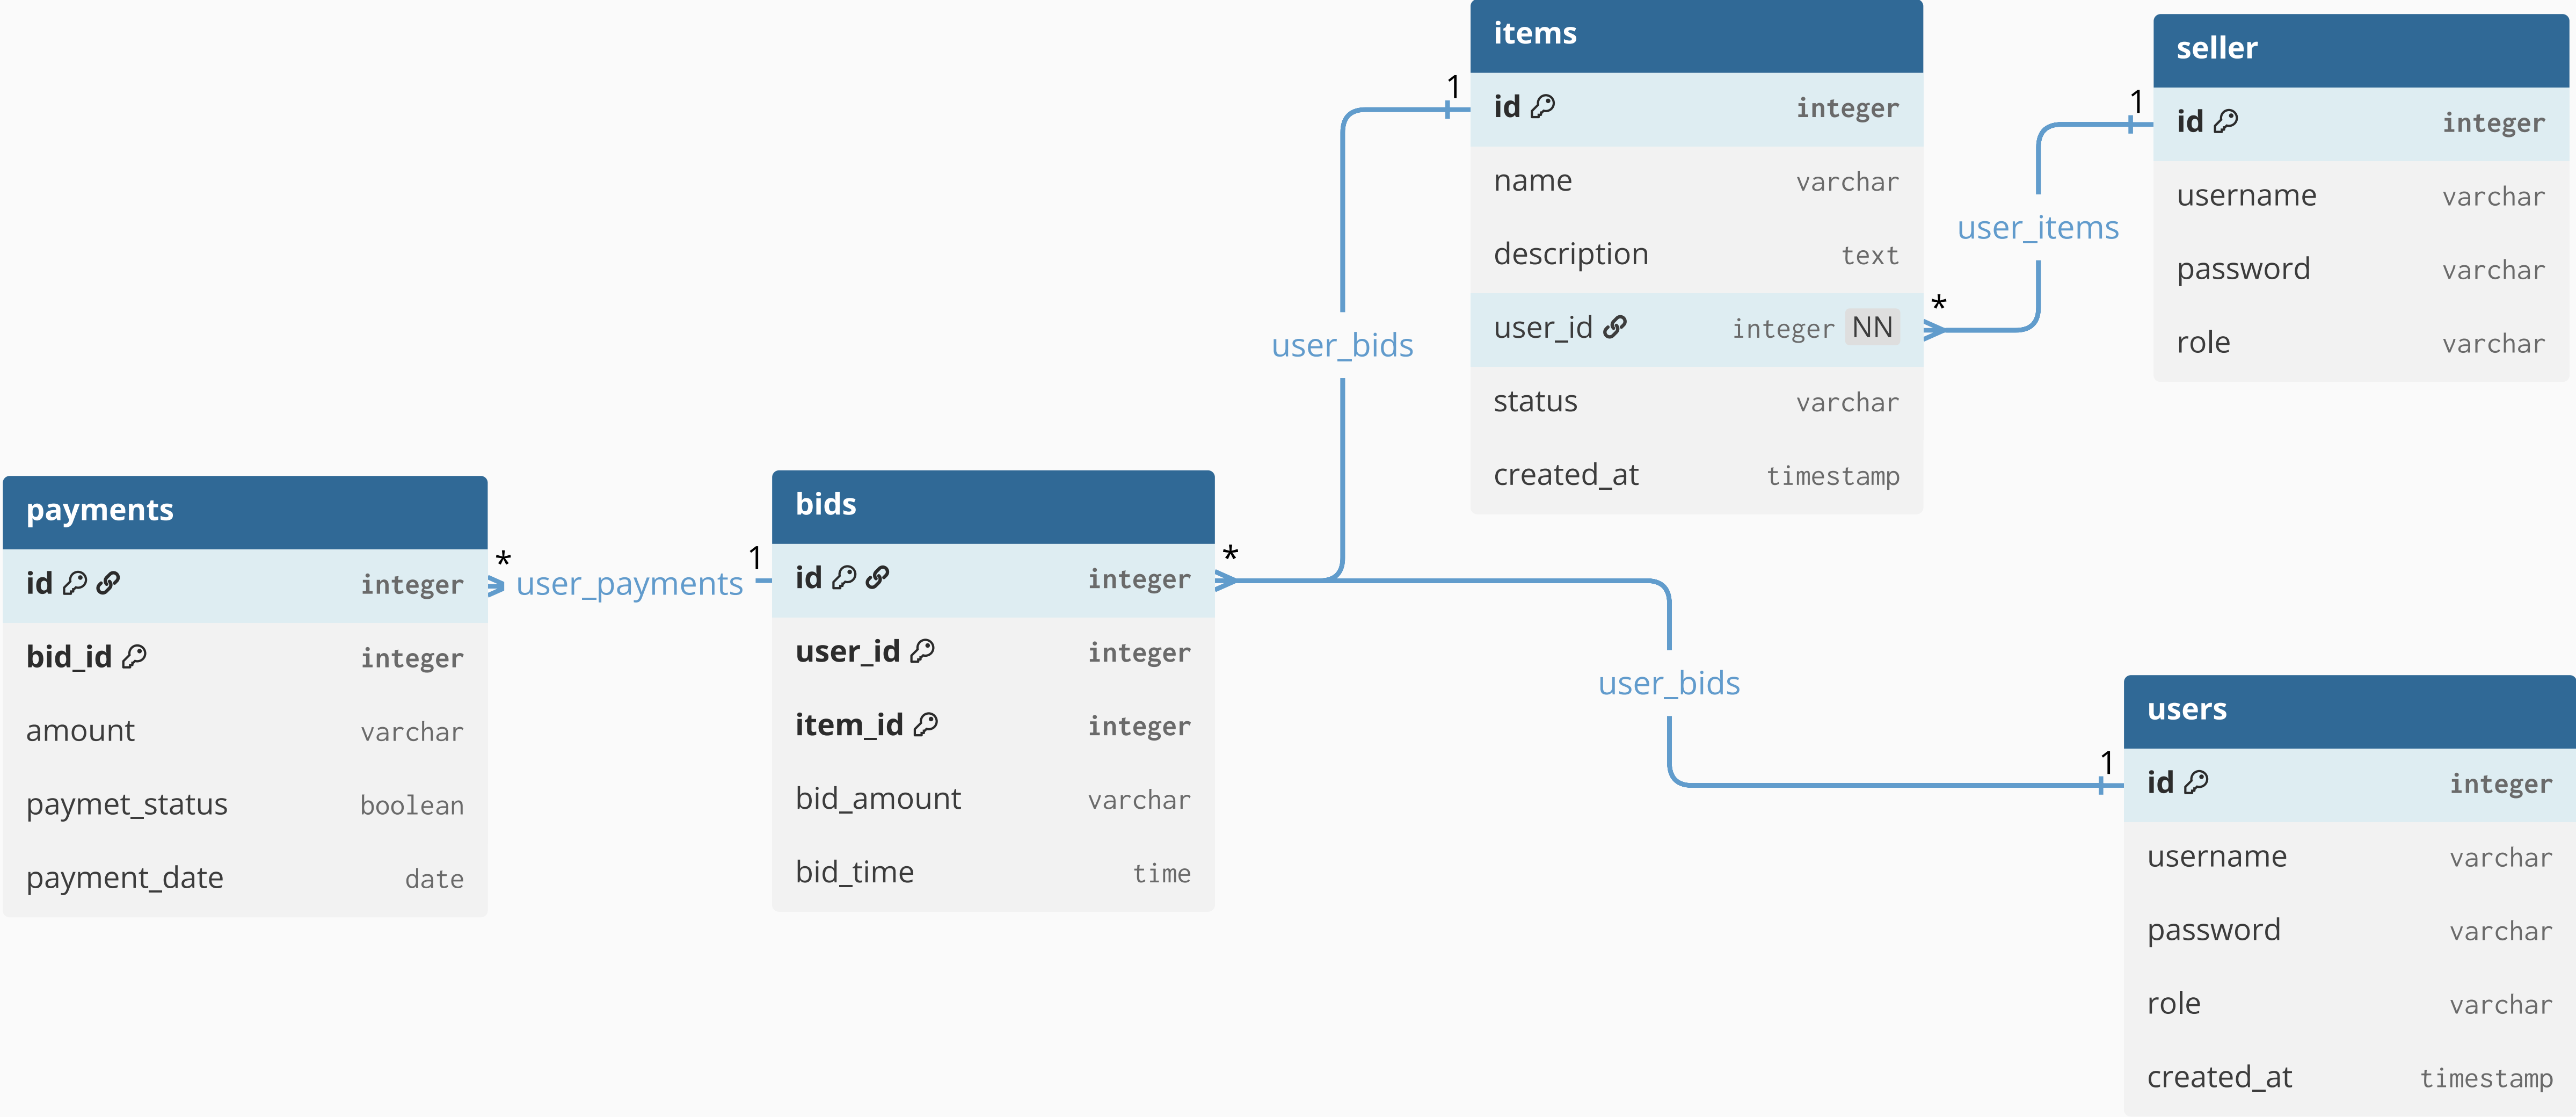 items
id integer
name varchar
description text
user_id integer NN
status varchar
created_at timestamp
seller
id integer
username varchar
password varchar
role varchar
1
user_items
*
1
user_bids
*
payments
id integer
bid_id integer
amount varchar
paymet_status boolean
payment_date date
*
user_payments
1
bids
id integer
user_id integer
item_id integer
bid_amount varchar
bid_time time
user_bids
1
users
id integer
username varchar
password varchar
role varchar
created_at timestamp